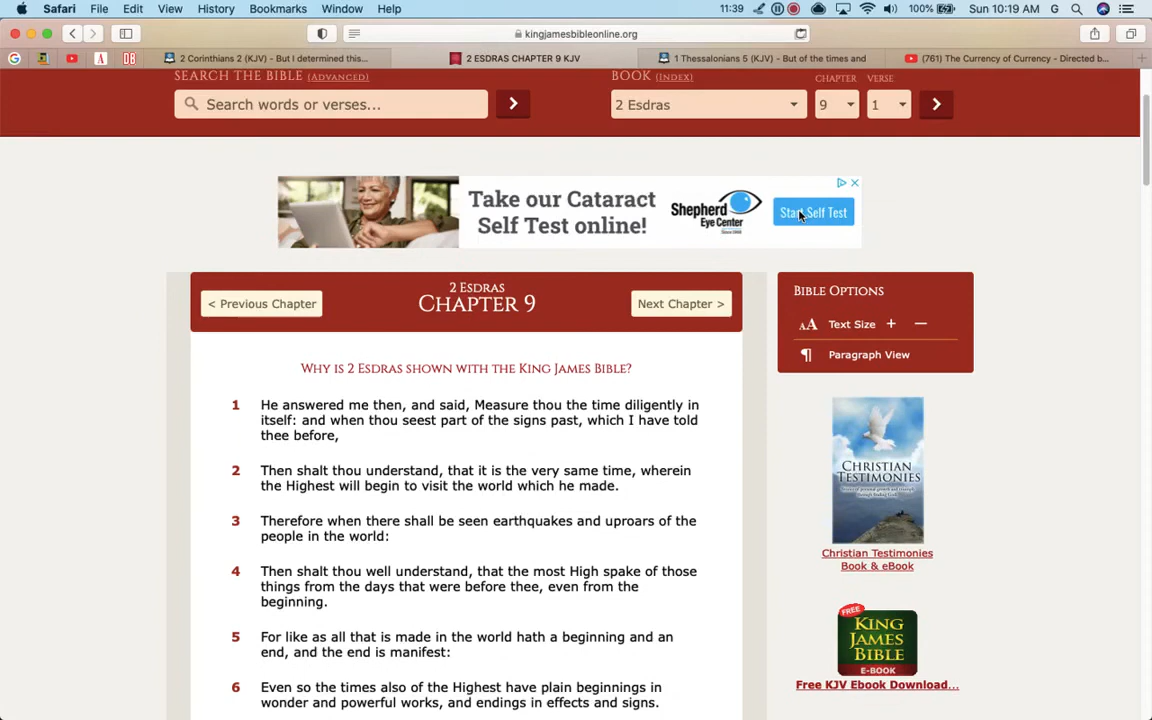 Safari File Edit View History Bookmarks Window Help 11:39 100% Sun 10:19 AM G
kingjamesbibleonline.org
2 Corinthians 2 (KJV) - But I determined this... 2 ESDRAS CHAPTER 9 KJV 1 Thessalonians 5 (KJV) - But of the times and (761) The Currency of Currency - Directed b...
SEARCH THE BIBLE (ADVANCED) BOOK (INDEX) CHAPTER VERSE
Search words or verses... 2 Esdras 9 1
Take our Cataract
Self Test online!
Shepherd
Eye Center
Start Self Test
2 ESDRAS
CHAPTER 9
< Previous Chapter Next Chapter >
WHY IS 2 ESDRAS SHOWN WITH THE KING JAMES BIBLE?
1 He answered me then, and said, Measure thou the time diligently in
itself: and when thou seest part of the signs past, which I have told
thee before,
2 Then shalt thou understand, that it is the very same time, wherein
the Highest will begin to visit the world which he made.
3 Therefore when there shall be seen earthquakes and uproars of the
people in the world:
4 Then shalt thou well understand, that the most High spake of those
things from the days that were before thee, even from the
beginning.
5 For like as all that is made in the world hath a beginning and an
end, and the end is manifest:
6 Even so the times also of the Highest have plain beginnings in
wonder and powerful works, and endings in effects and signs.
BIBLE OPTIONS
AA Text Size + −
¶ Paragraph View
CHRISTIAN
TESTIMONIES
Christian Testimonies
Book & eBook
FREE
KING
JAMES
BIBLE
E-BOOK
Free KJV Ebook Download...